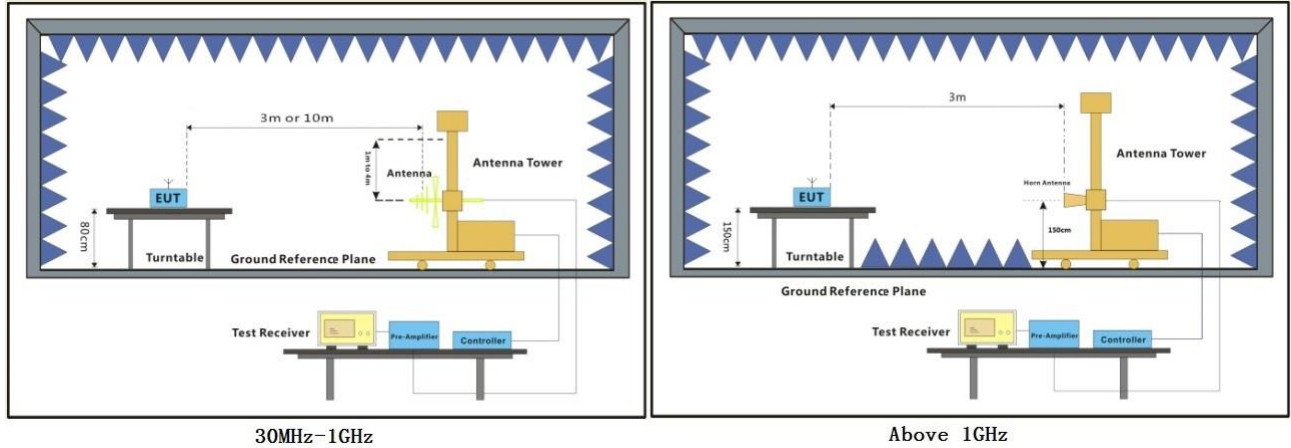 3m or 10m
1m to 4m
Antenna
Antenna Tower
EUT
80cm
Turntable
Ground Reference Plane
Test Receiver
Pre-Amplifier
Controller
30MHz-1GHz
3m
Antenna Tower
Horn Antenna
EUT
150cm
150cm
Turntable
Ground Reference Plane
Test Receiver
Pre-Amplifier
Controller
Above 1GHz